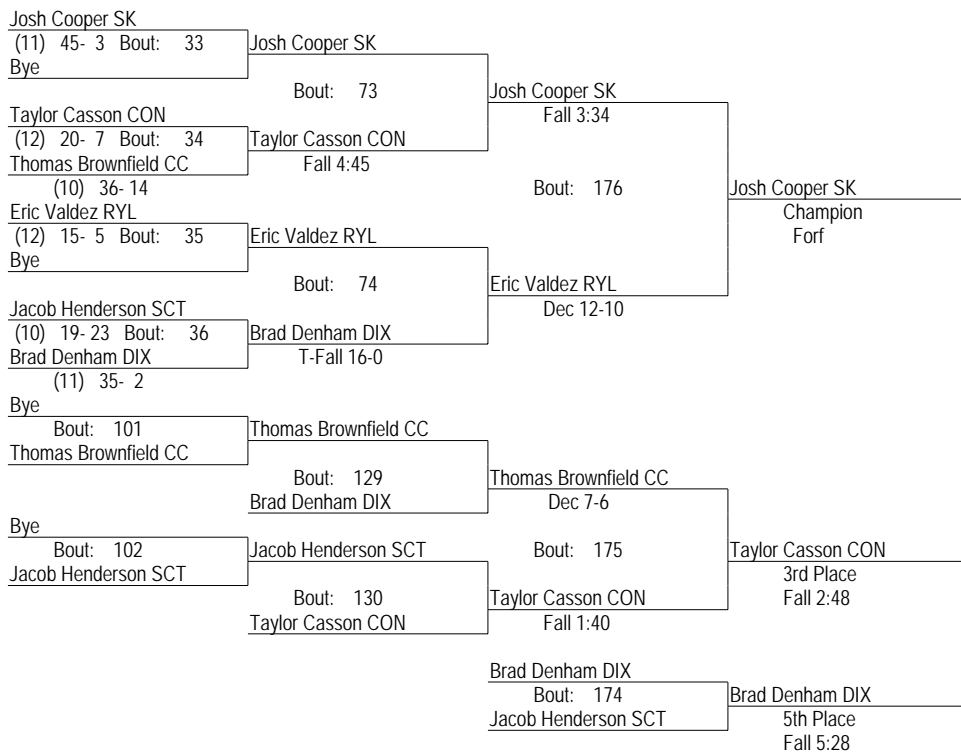 Josh Cooper SK
(11) 45- 3 Bout: 33
Bye
Josh Cooper SK
Bout: 73
Taylor Casson CON
(12) 20- 7 Bout: 34
Thomas Brownfield CC
(10) 36- 14
Taylor Casson CON
Fall 4:45
Josh Cooper SK
Fall 3:34
Bout: 176
Eric Valdez RYL
(12) 15- 5 Bout: 35
Bye
Eric Valdez RYL
Bout: 74
Jacob Henderson SCT
(10) 19- 23 Bout: 36
Brad Denham DIX
(11) 35- 2
Brad Denham DIX
T-Fall 16-0
Eric Valdez RYL
Dec 12-10
Josh Cooper SK
Champion
Forf
Bye
Bout: 101
Thomas Brownfield CC
Thomas Brownfield CC
Bout: 129
Brad Denham DIX
Thomas Brownfield CC
Dec 7-6
Bout: 175
Bye
Bout: 102
Jacob Henderson SCT
Jacob Henderson SCT
Bout: 130
Taylor Casson CON
Taylor Casson CON
Fall 1:40
Taylor Casson CON
3rd Place
Fall 2:48
Brad Denham DIX
Bout: 174
Jacob Henderson SCT
Brad Denham DIX
5th Place
Fall 5:28